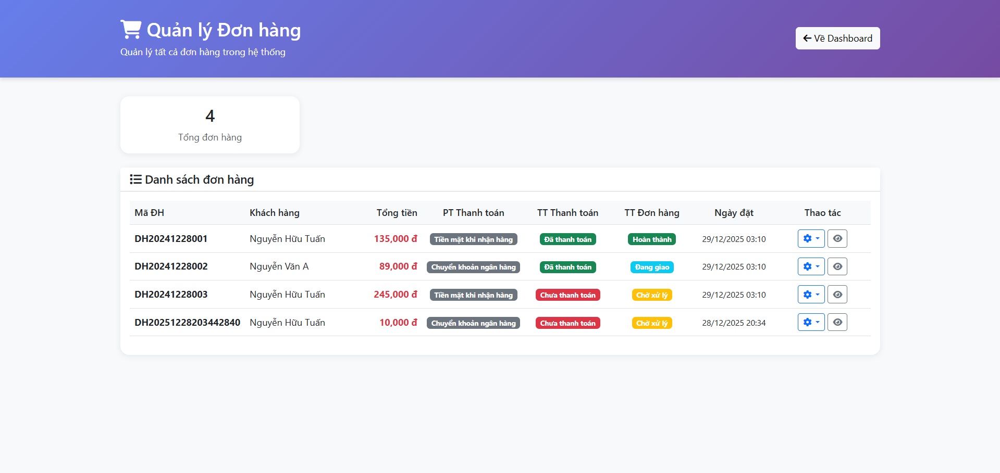 Quản lý Đơn hàng
Quản lý tất cả đơn hàng trong hệ thống
Về Dashboard
4
Tổng đơn hàng
Danh sách đơn hàng
Mã ĐH Khách hàng Tổng tiền PT Thanh toán TT Thanh toán TT Đơn hàng Ngày đặt Thao tác
DH20241228001 Nguyễn Hữu Tuấn 135,000 đ Tiền mặt khi nhận hàng Đã thanh toán Hoàn thành 29/12/2025 03:10
DH20241228002 Nguyễn Văn A 89,000 đ Chuyển khoản ngân hàng Đã thanh toán Đang giao 29/12/2025 03:10
DH20241228003 Nguyễn Hữu Tuấn 245,000 đ Tiền mặt khi nhận hàng Chưa thanh toán Chờ xử lý 29/12/2025 03:10
DH20251228203442840 Nguyễn Hữu Tuấn 10,000 đ Chuyển khoản ngân hàng Chưa thanh toán Chờ xử lý 28/12/2025 20:34